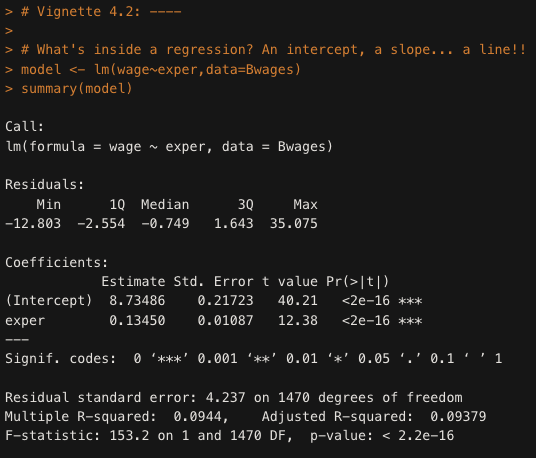 > # Vignette 4.2: ----
>
> # What's inside a regression? An intercept, a slope... a line!!
> model <- lm(wage~exper,data=Bwages)
> summary(model)

Call:
lm(formula = wage ~ exper, data = Bwages)

Residuals:
    Min      1Q  Median      3Q     Max
-12.803  -2.554  -0.749   1.643  35.075

Coefficients:
            Estimate Std. Error t value Pr(>|t|)
(Intercept)  8.73486    0.21723   40.21   <2e-16 ***
exper        0.13450    0.01087   12.38   <2e-16 ***
---
Signif. codes:  0 ‘***’ 0.001 ‘**’ 0.01 ‘*’ 0.05 ‘.’ 0.1 ‘ ’ 1

Residual standard error: 4.237 on 1470 degrees of freedom
Multiple R-squared:  0.0944,    Adjusted R-squared:  0.09379
F-statistic: 153.2 on 1 and 1470 DF,  p-value: < 2.2e-16